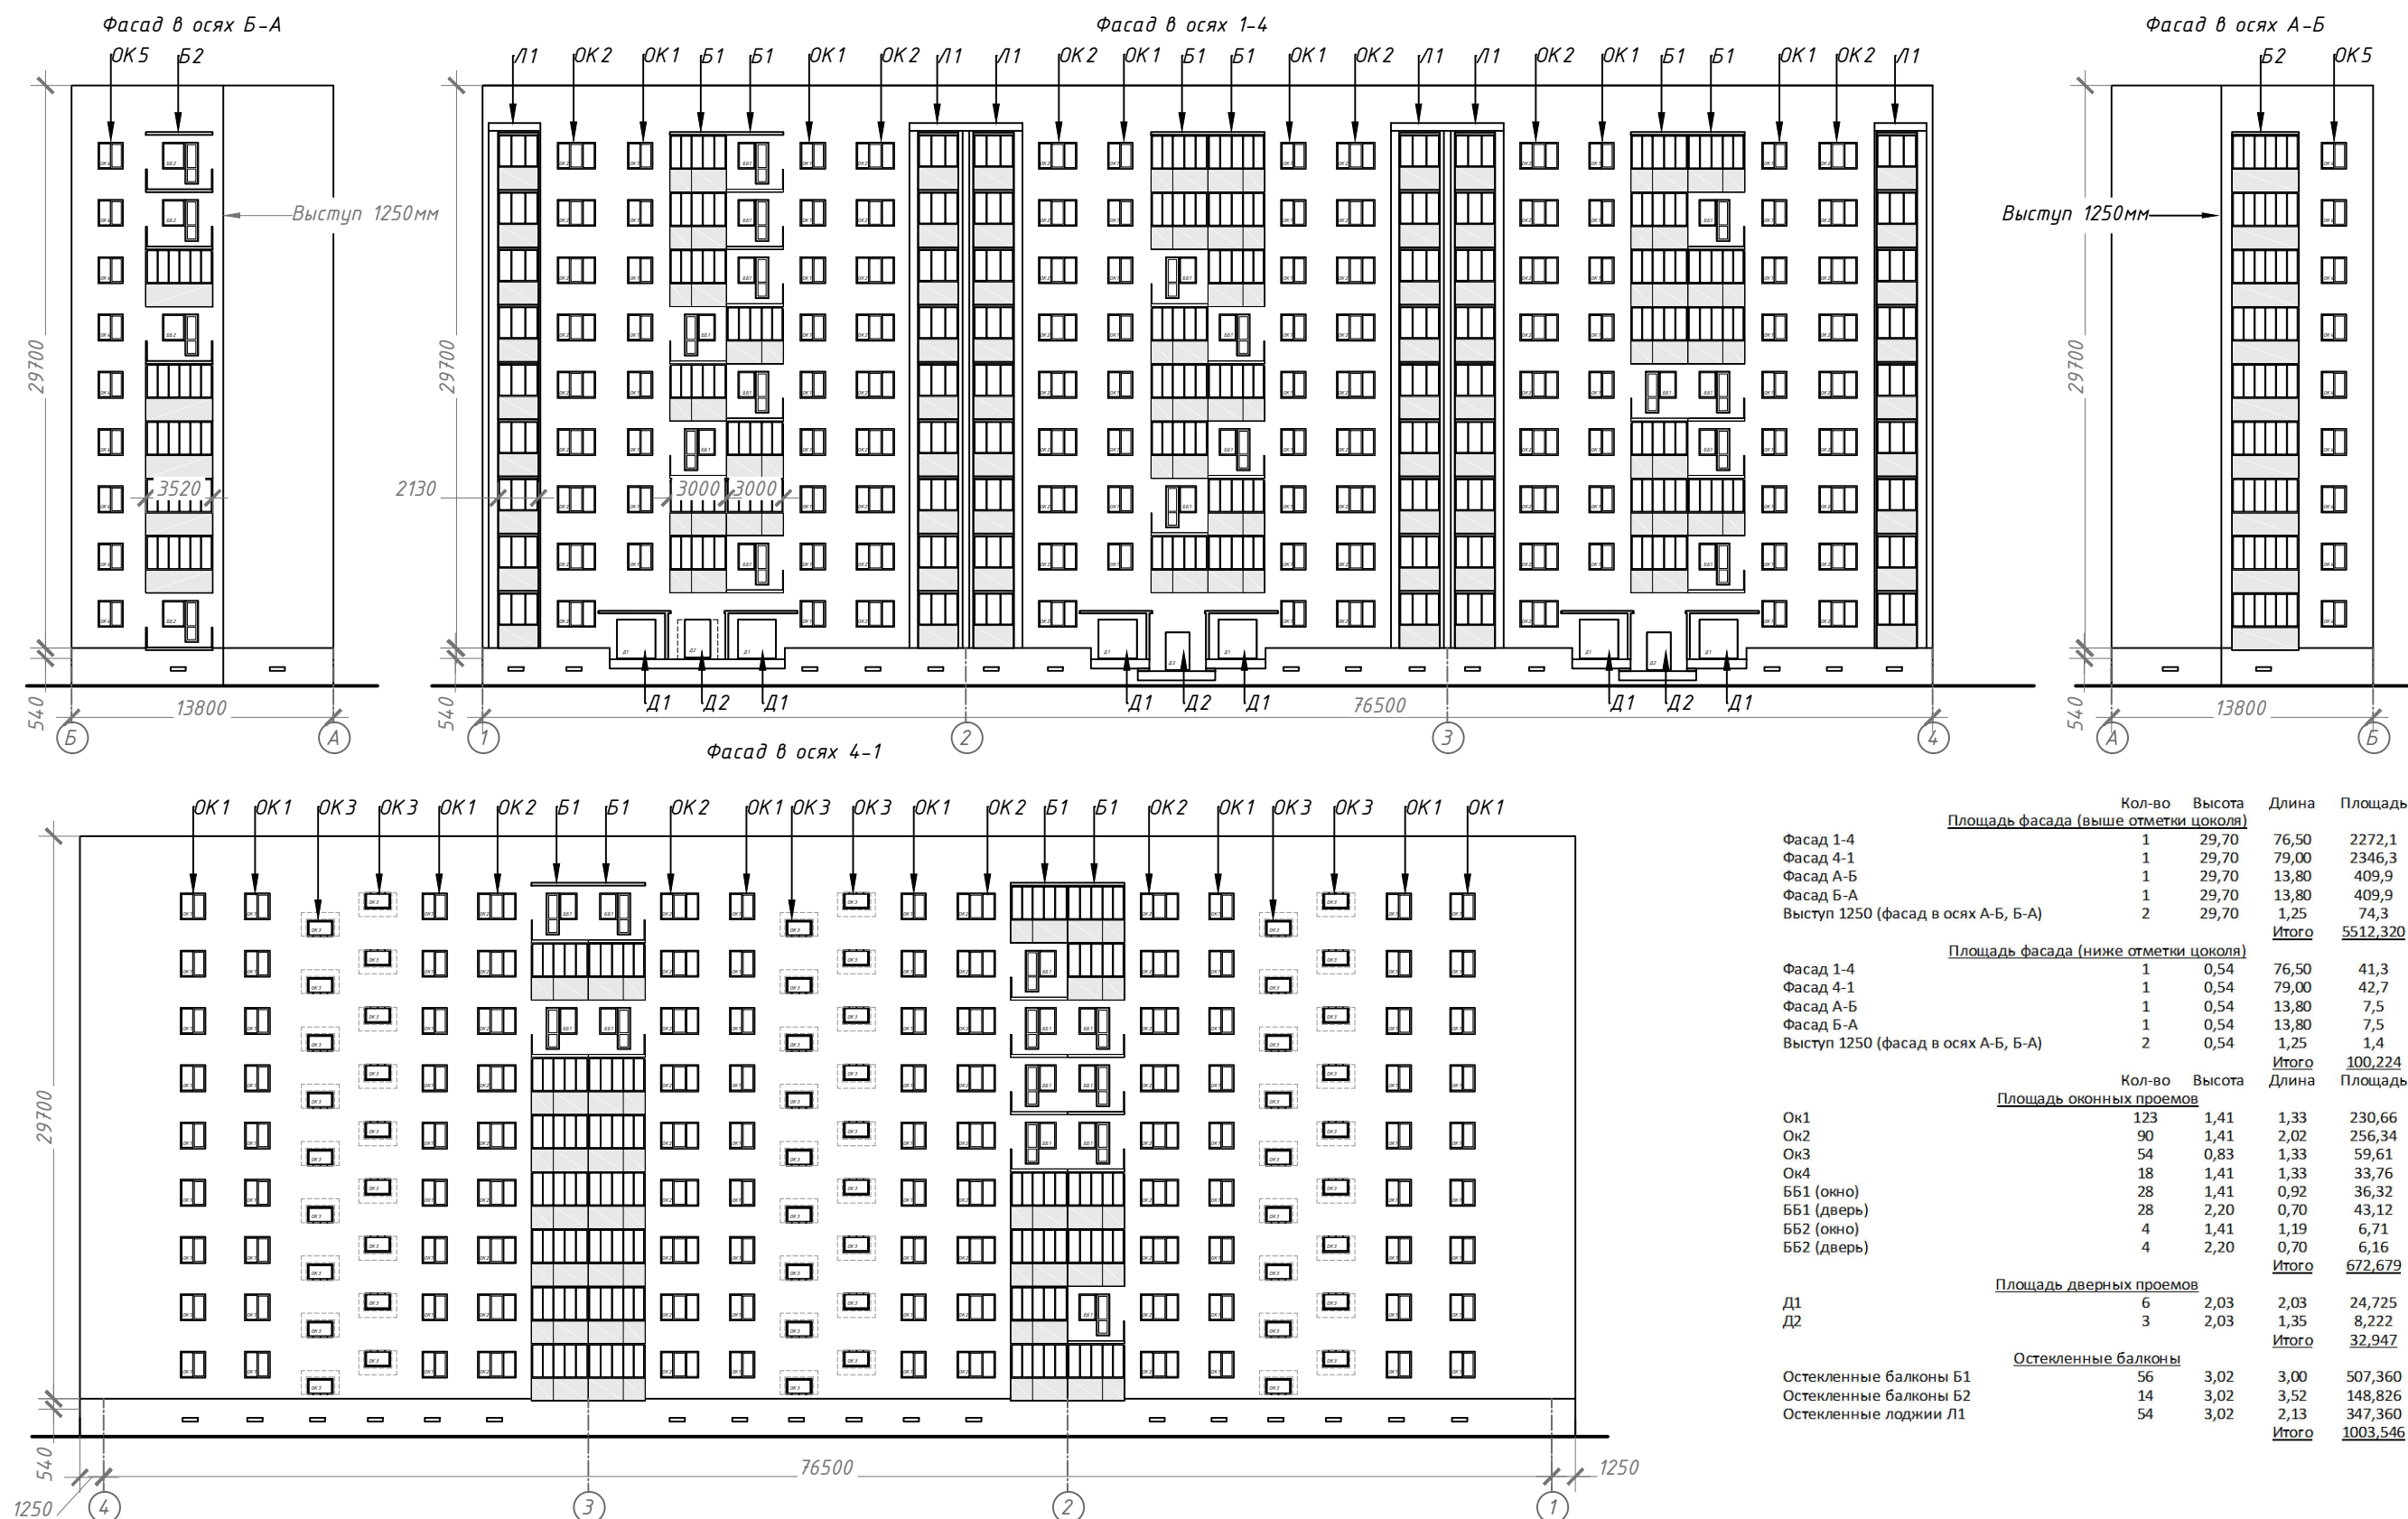 Фасад в осях Б-А
Фасад в осях 1-4
Фасад в осях А-Б
ОК5 Б2
Л1 ОК2 ОК1 Б1 Б1 ОК1 ОК2 Л1 Л1 ОК2 ОК1 Б1 Б1 ОК1 ОК2 Л1 Л1 ОК2 ОК1 Б1 Б1 ОК1 ОК2 Л1
Б2 ОК5
Выступ 1250мм
Выступ 1250мм
29700
29700
29700
3520
2130
3000 3000
Д1 Д2 Д1
Д1 Д2 Д1
Д1 Д2 Д1
540
13800
540
76500
540
13800
Б А
1 2 3 4
А Б
Фасад в осях 4-1
ОК1 ОК1 ОК3 ОК3 ОК1 ОК2 Б1 Б1 ОК2 ОК1 ОК3 ОК3 ОК1 ОК2 Б1 Б1 ОК2 ОК1 ОК3 ОК3 ОК1 ОК1
29700
540
1250
76500
1250
4 3 2 1
Кол-во Высота Длина Площадь
Площадь фасада (выше отметки цоколя)
Фасад 1-4 1 29,70 76,50 2272,1
Фасад 4-1 1 29,70 79,00 2346,3
Фасад А-Б 1 29,70 13,80 409,9
Фасад Б-А 1 29,70 13,80 409,9
Выступ 1250 (фасад в осях А-Б, Б-А) 2 29,70 1,25 74,3
Итого 5512,320
Площадь фасада (ниже отметки цоколя)
Фасад 1-4 1 0,54 76,50 41,3
Фасад 4-1 1 0,54 79,00 42,7
Фасад А-Б 1 0,54 13,80 7,5
Фасад Б-А 1 0,54 13,80 7,5
Выступ 1250 (фасад в осях А-Б, Б-А) 2 0,54 1,25 1,4
Итого 100,224
Кол-во Высота Длина Площадь
Площадь оконных проемов
Ок1 123 1,41 1,33 230,66
Ок2 90 1,41 2,02 256,34
Ок3 54 0,83 1,33 59,61
Ок4 18 1,41 1,33 33,76
ББ1 (окно) 28 1,41 0,92 36,32
ББ1 (дверь) 28 2,20 0,70 43,12
ББ2 (окно) 4 1,41 1,19 6,71
ББ2 (дверь) 4 2,20 0,70 6,16
Итого 672,679
Площадь дверных проемов
Д1 6 2,03 2,03 24,725
Д2 3 2,03 1,35 8,222
Итого 32,947
Остекленные балконы
Остекленные балконы Б1 56 3,02 3,00 507,360
Остекленные балконы Б2 14 3,02 3,52 148,826
Остекленные лоджии Л1 54 3,02 2,13 347,360
Итого 1003,546